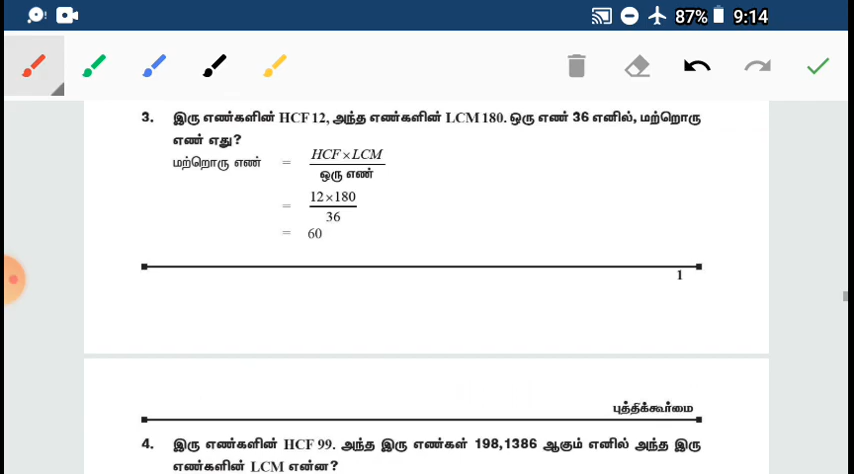 87% 9:14
3. இரு எண்களின் HCF 12, அந்த எண்களின் LCM 180. ஒரு எண் 36 எனில், மற்றொரு
எண் எது?
மற்றொரு எண் = HCF×LCM
ஒரு எண்
= 12×180
36
= 60
1
புத்திக்கூர்மை
4. இரு எண்களின் HCF 99. அந்த இரு எண்கள் 198,1386 ஆகும் எனில் அந்த இரு
எண்களின் LCM என்ன?